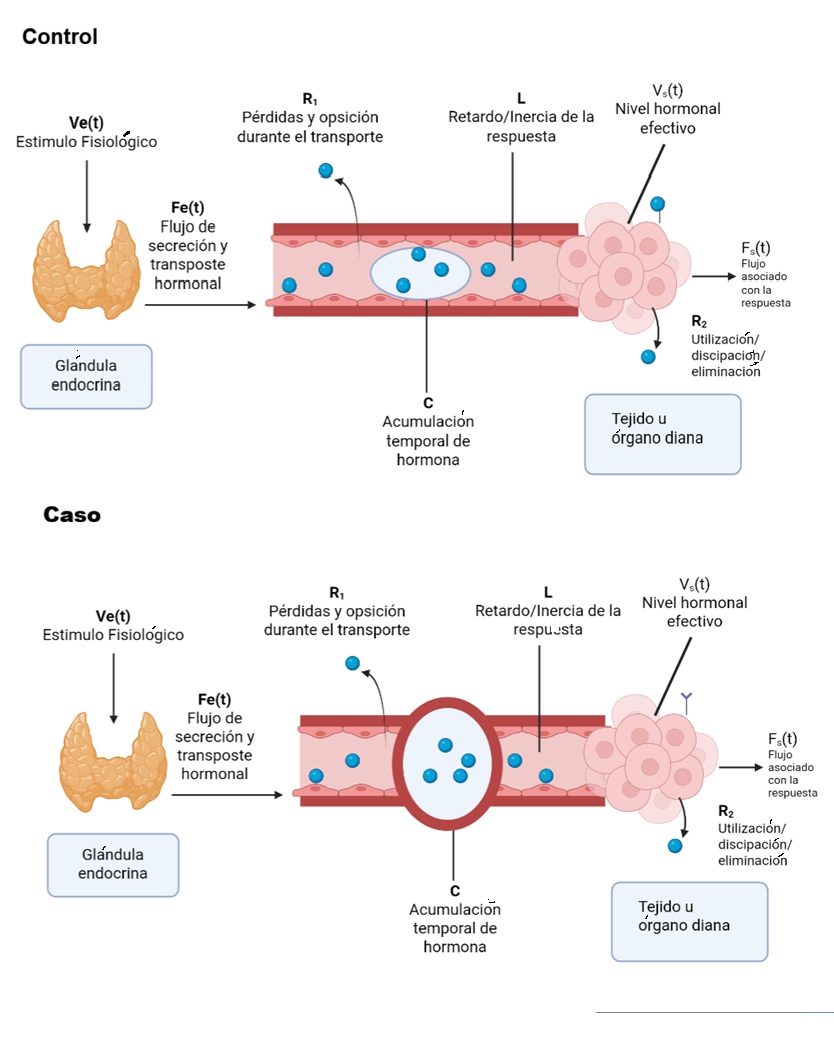 Control
Ve(t)
Estimulo Fisiológico
R₁
Pérdidas y opsición
durante el transporte
L
Retardo/Inercia de la
respuesta
Vₛ(t)
Nivel hormonal
efectivo
Fe(t)
Flujo de
secreción y
transposte
hormonal
Fₛ(t)
Flujo
asociado
con la
respuesta
R₂
Utilización/
discipación/
eliminación
Glándula
endocrina
C
Acumulación
temporal de
hormona
Tejido u
órgano diana
Caso
Ve(t)
Estimulo Fisiológico
R₁
Pérdidas y opsición
durante el transporte
L
Retardo/Inercia de la
respuesta
Vₛ(t)
Nivel hormonal
efectivo
Fe(t)
Flujo de
secreción y
transposte
hormonal
Fₛ(t)
Flujo
asociado
con la
respuesta
R₂
Utilización/
discipación/
eliminación
Glándula
endocrina
C
Acumulación
temporal de
hormona
Tejido u
órgano diana